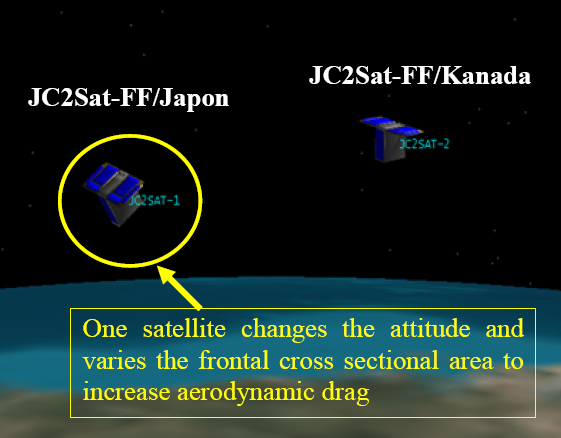 JC2Sat-FF/Kanada
JC2Sat-FF/Japon
JC2SAT-2
JC2SAT-1
One satellite changes the attitude and
varies the frontal cross sectional area to
increase aerodynamic drag